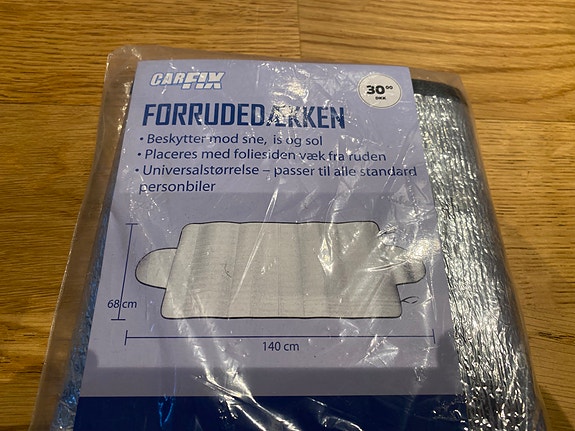 CARFIX
30.00
DKK
FORRUDEDÆKKEN
• Beskytter mod sne, is og sol
• Placeres med foliesiden væk fra ruden
• Universalstørrelse – passer til alle standard
personbiler
68 cm
140 cm